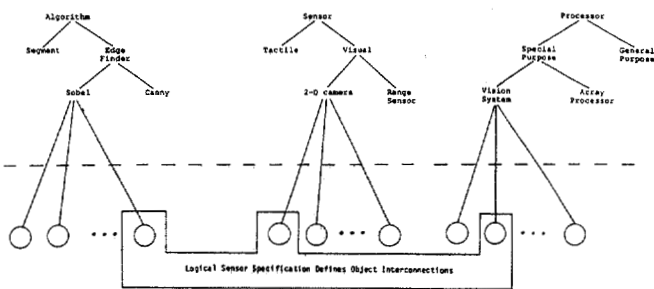 Algorithm
Sensor
Processor
Segment
Edge
Finder
Tactile
Visual
Special
Purpose
General
Purpose
Sobel
Canny
2-D camera
Range
Sensor
Vision
System
Array
Processor
Logical Sensor Specification Defines Object Interconnections